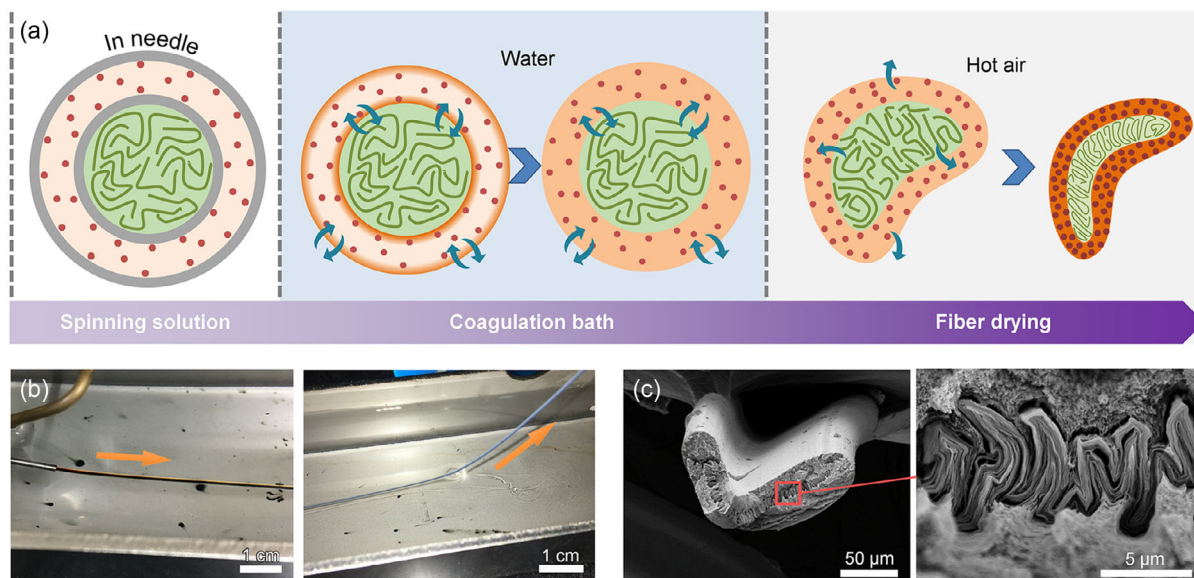 (a)
In needle
Water
Hot air
Spinning solution
Coagulation bath
Fiber drying
(b)
1 cm
1 cm
(c)
50 µm
5 µm